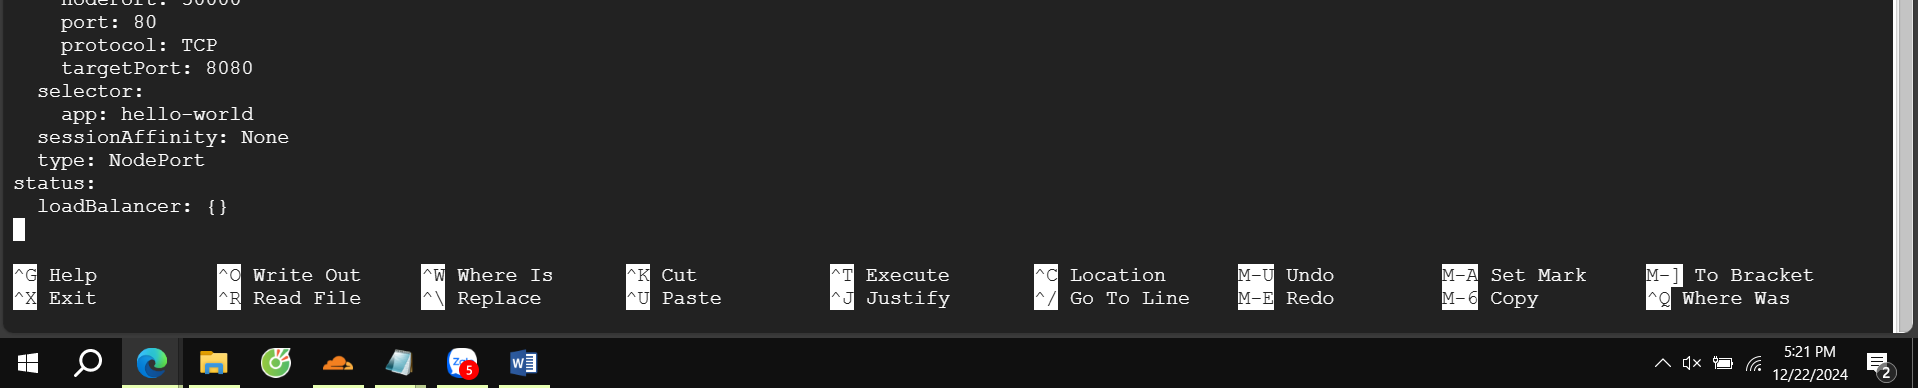 nodePort: 30000
port: 80
protocol: TCP
targetPort: 8080
selector:
app: hello-world
sessionAffinity: None
type: NodePort
status:
loadBalancer: {}
^G Help ^O Write Out ^W Where Is ^K Cut ^T Execute ^C Location M-U Undo M-A Set Mark M-] To Bracket
^X Exit ^R Read File ^\ Replace ^U Paste ^J Justify ^/ Go To Line M-E Redo M-6 Copy ^Q Where Was
5
W
5:21 PM
12/22/2024
2